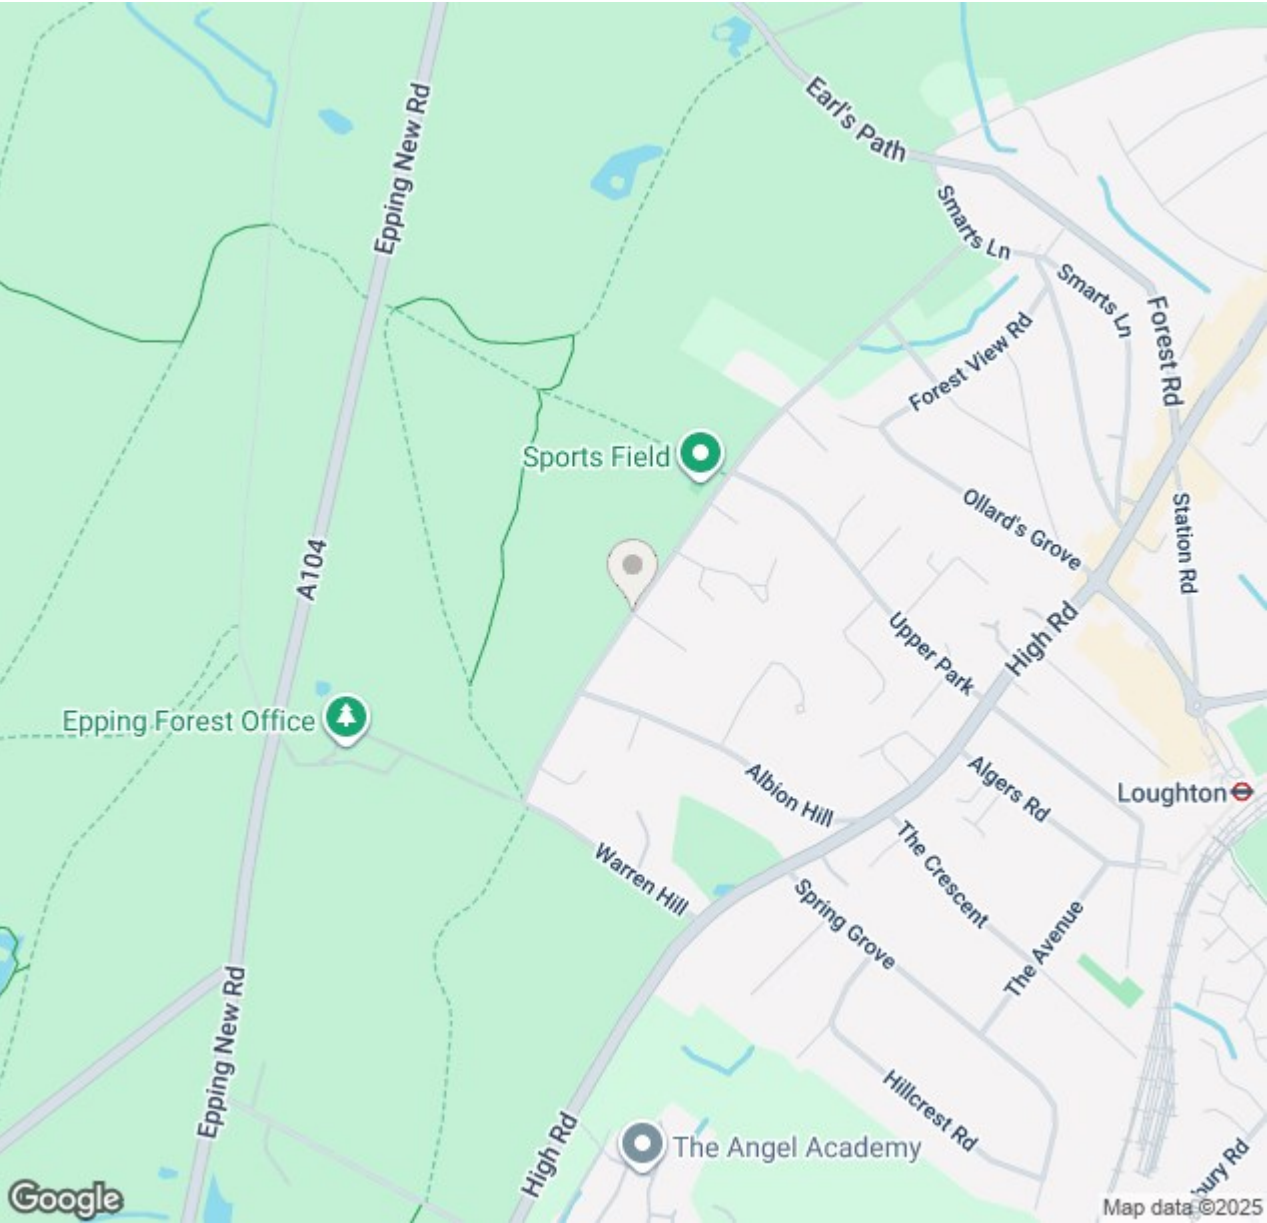 Epping New Rd
Earl's Path
Smarts Ln
Smarts Ln
Forest View Rd
Forest Rd
Sports Field
Ollard's Grove
Station Rd
A104
High Rd
Upper Park
Epping Forest Office
Albion Hill
Algers Rd
Loughton
Warren Hill
The Crescent
Spring Grove
The Avenue
Epping New Rd
Hillcrest Rd
High Rd
The Angel Academy
bury Rd
Google
Map data ©2025